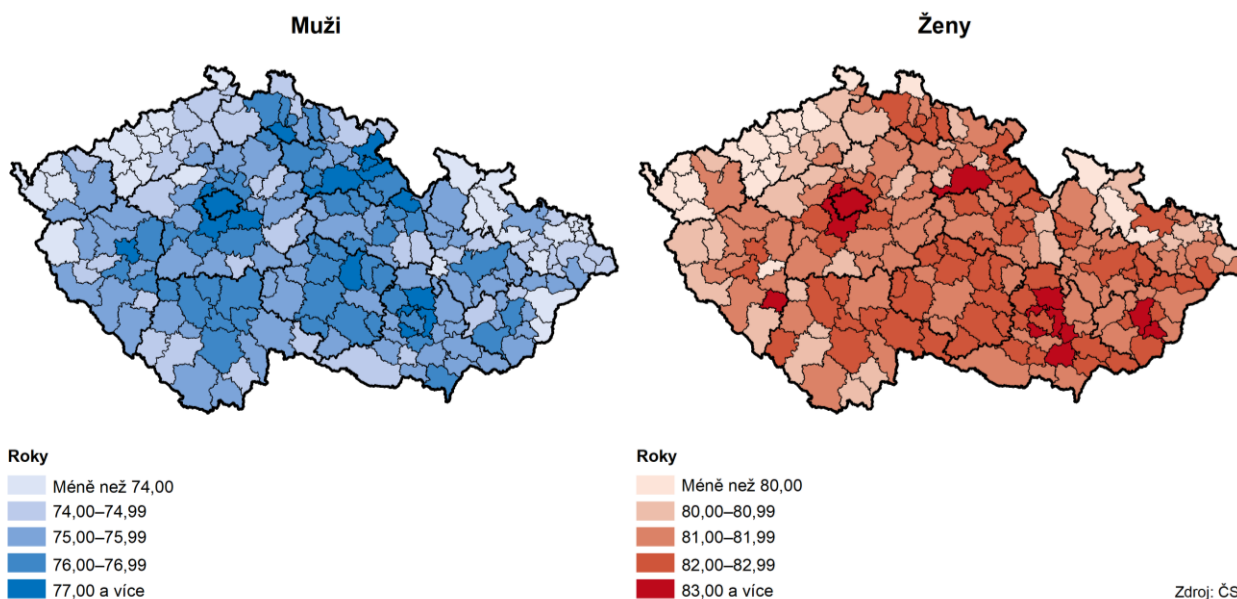 Muži
Ženy
Roky
Méně než 74,00
74,00–74,99
75,00–75,99
76,00–76,99
77,00 a více
Roky
Méně než 80,00
80,00–80,99
81,00–81,99
82,00–82,99
83,00 a více
Zdroj: ČS